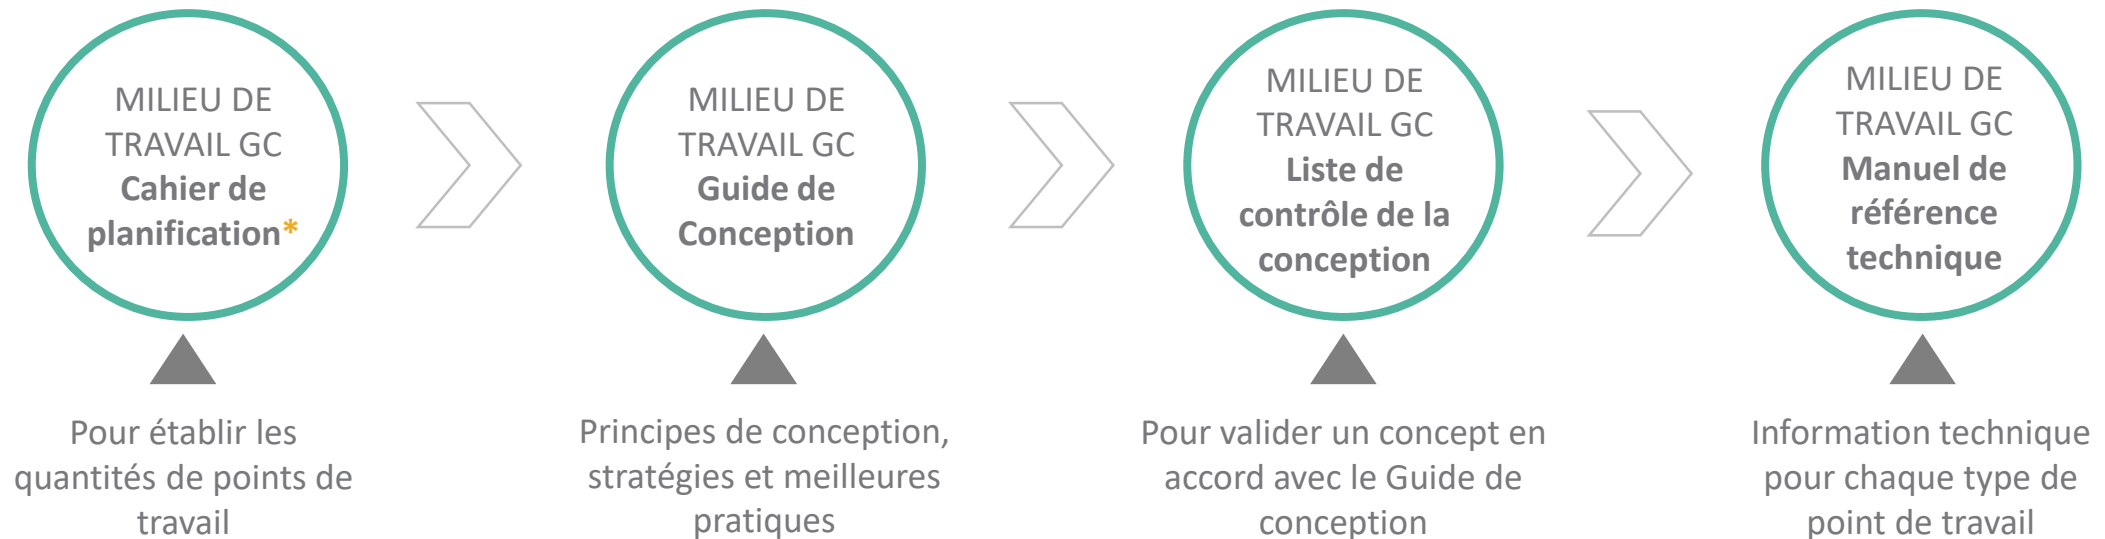 MILIEU DE
TRAVAIL GC
Cahier de
planification*
Pour établir les
quantités de points de
travail
MILIEU DE
TRAVAIL GC
Guide de
Conception
Principes de conception,
stratégies et meilleures
pratiques
MILIEU DE
TRAVAIL GC
Liste de
contrôle de la
conception
Pour valider un concept en
accord avec le Guide de
conception
MILIEU DE
TRAVAIL GC
Manuel de
référence
technique
Information technique
pour chaque type de
point de travail